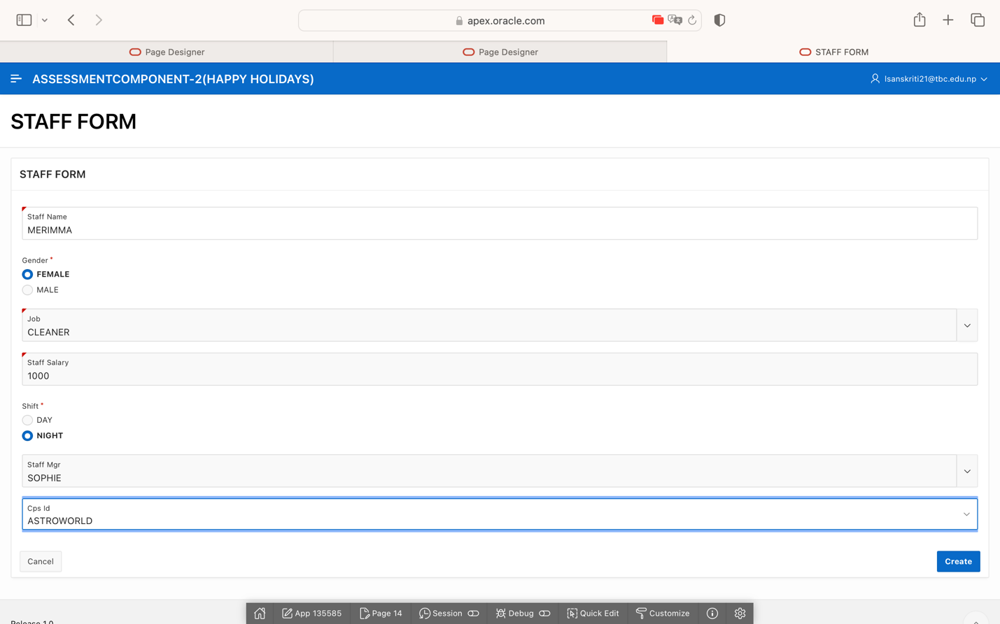 apex.oracle.com
Page Designer
Page Designer
STAFF FORM
ASSESSMENTCOMPONENT-2(HAPPY HOLIDAYS)
lsanskriti21@tbc.edu.np
STAFF FORM
STAFF FORM
Staff Name
MERIMMA
Gender *
FEMALE
MALE
Job
CLEANER
Staff Salary
1000
Shift *
DAY
NIGHT
Staff Mgr
SOPHIE
Cps Id
ASTROWORLD
Cancel
Create
App 135585
Page 14
Session
Debug
Quick Edit
Customize
Release 1.0